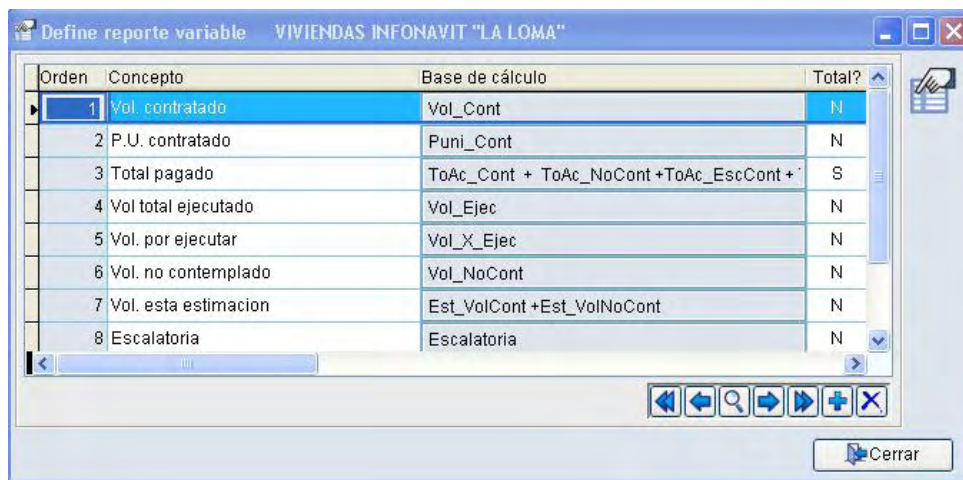 Define reporte variable VIVIENDAS INFONAVIT "LA LOMA"
Orden Concepto Base de cálculo Total?
1 Vol. contratado Vol_Cont N
2 P.U. contratado Puni_Cont N
3 Total pagado ToAc_Cont + ToAc_NoCont +ToAc_EscCont + S
4 Vol total ejecutado Vol_Ejec N
5 Vol. por ejecutar Vol_X_Ejec N
6 Vol. no contemplado Vol_NoCont N
7 Vol. esta estimacion Est_VolCont +Est_VolNoCont N
8 Escalatoria Escalatoria N
Cerrar